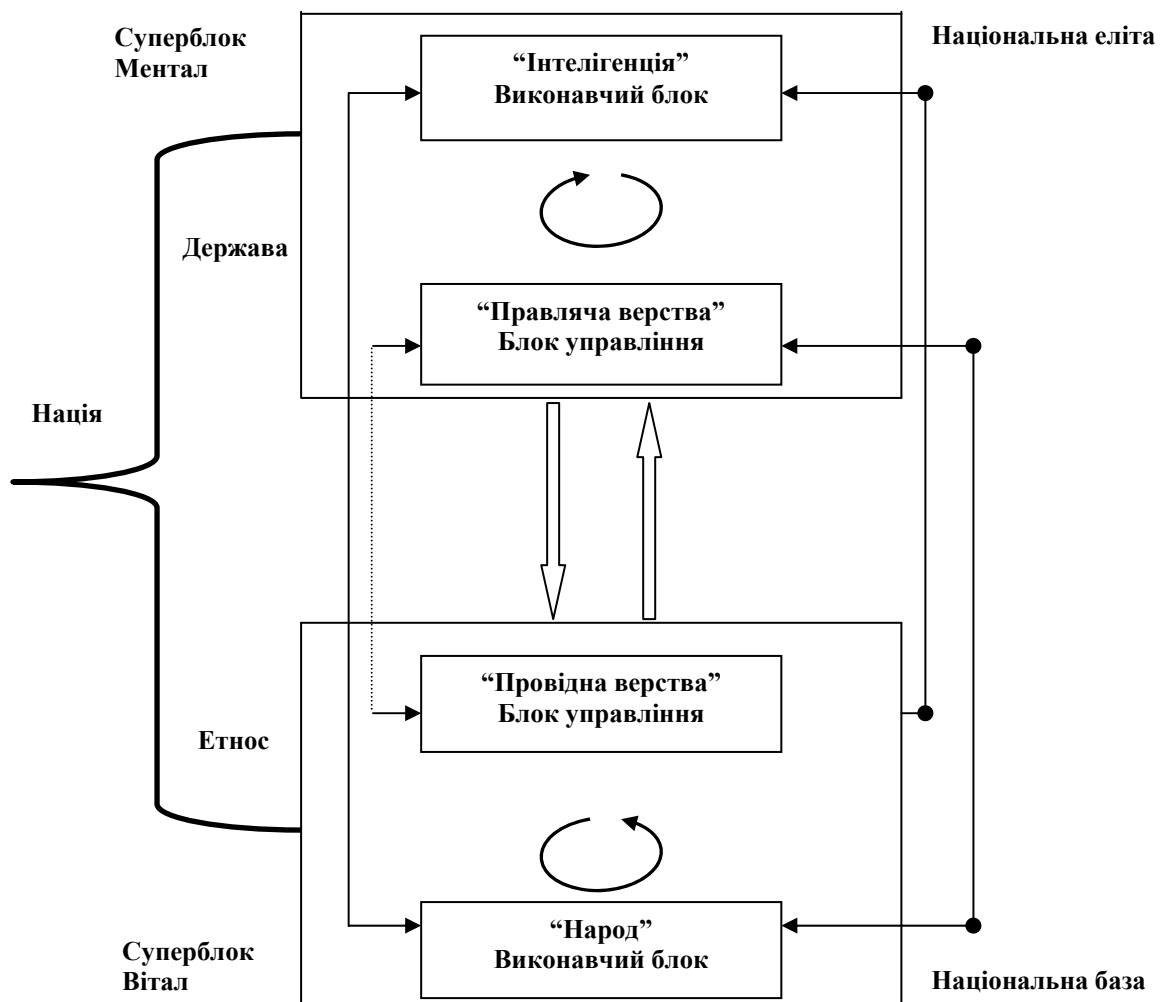 Суперблок
Ментал
“Інтелігенція”
Виконавчий блок
Національна еліта
Держава
“Правляча верства”
Блок управління
Нація
“Провідна верства”
Блок управління
Етнос
“Народ”
Виконавчий блок
Суперблок
Вітал
Національна база